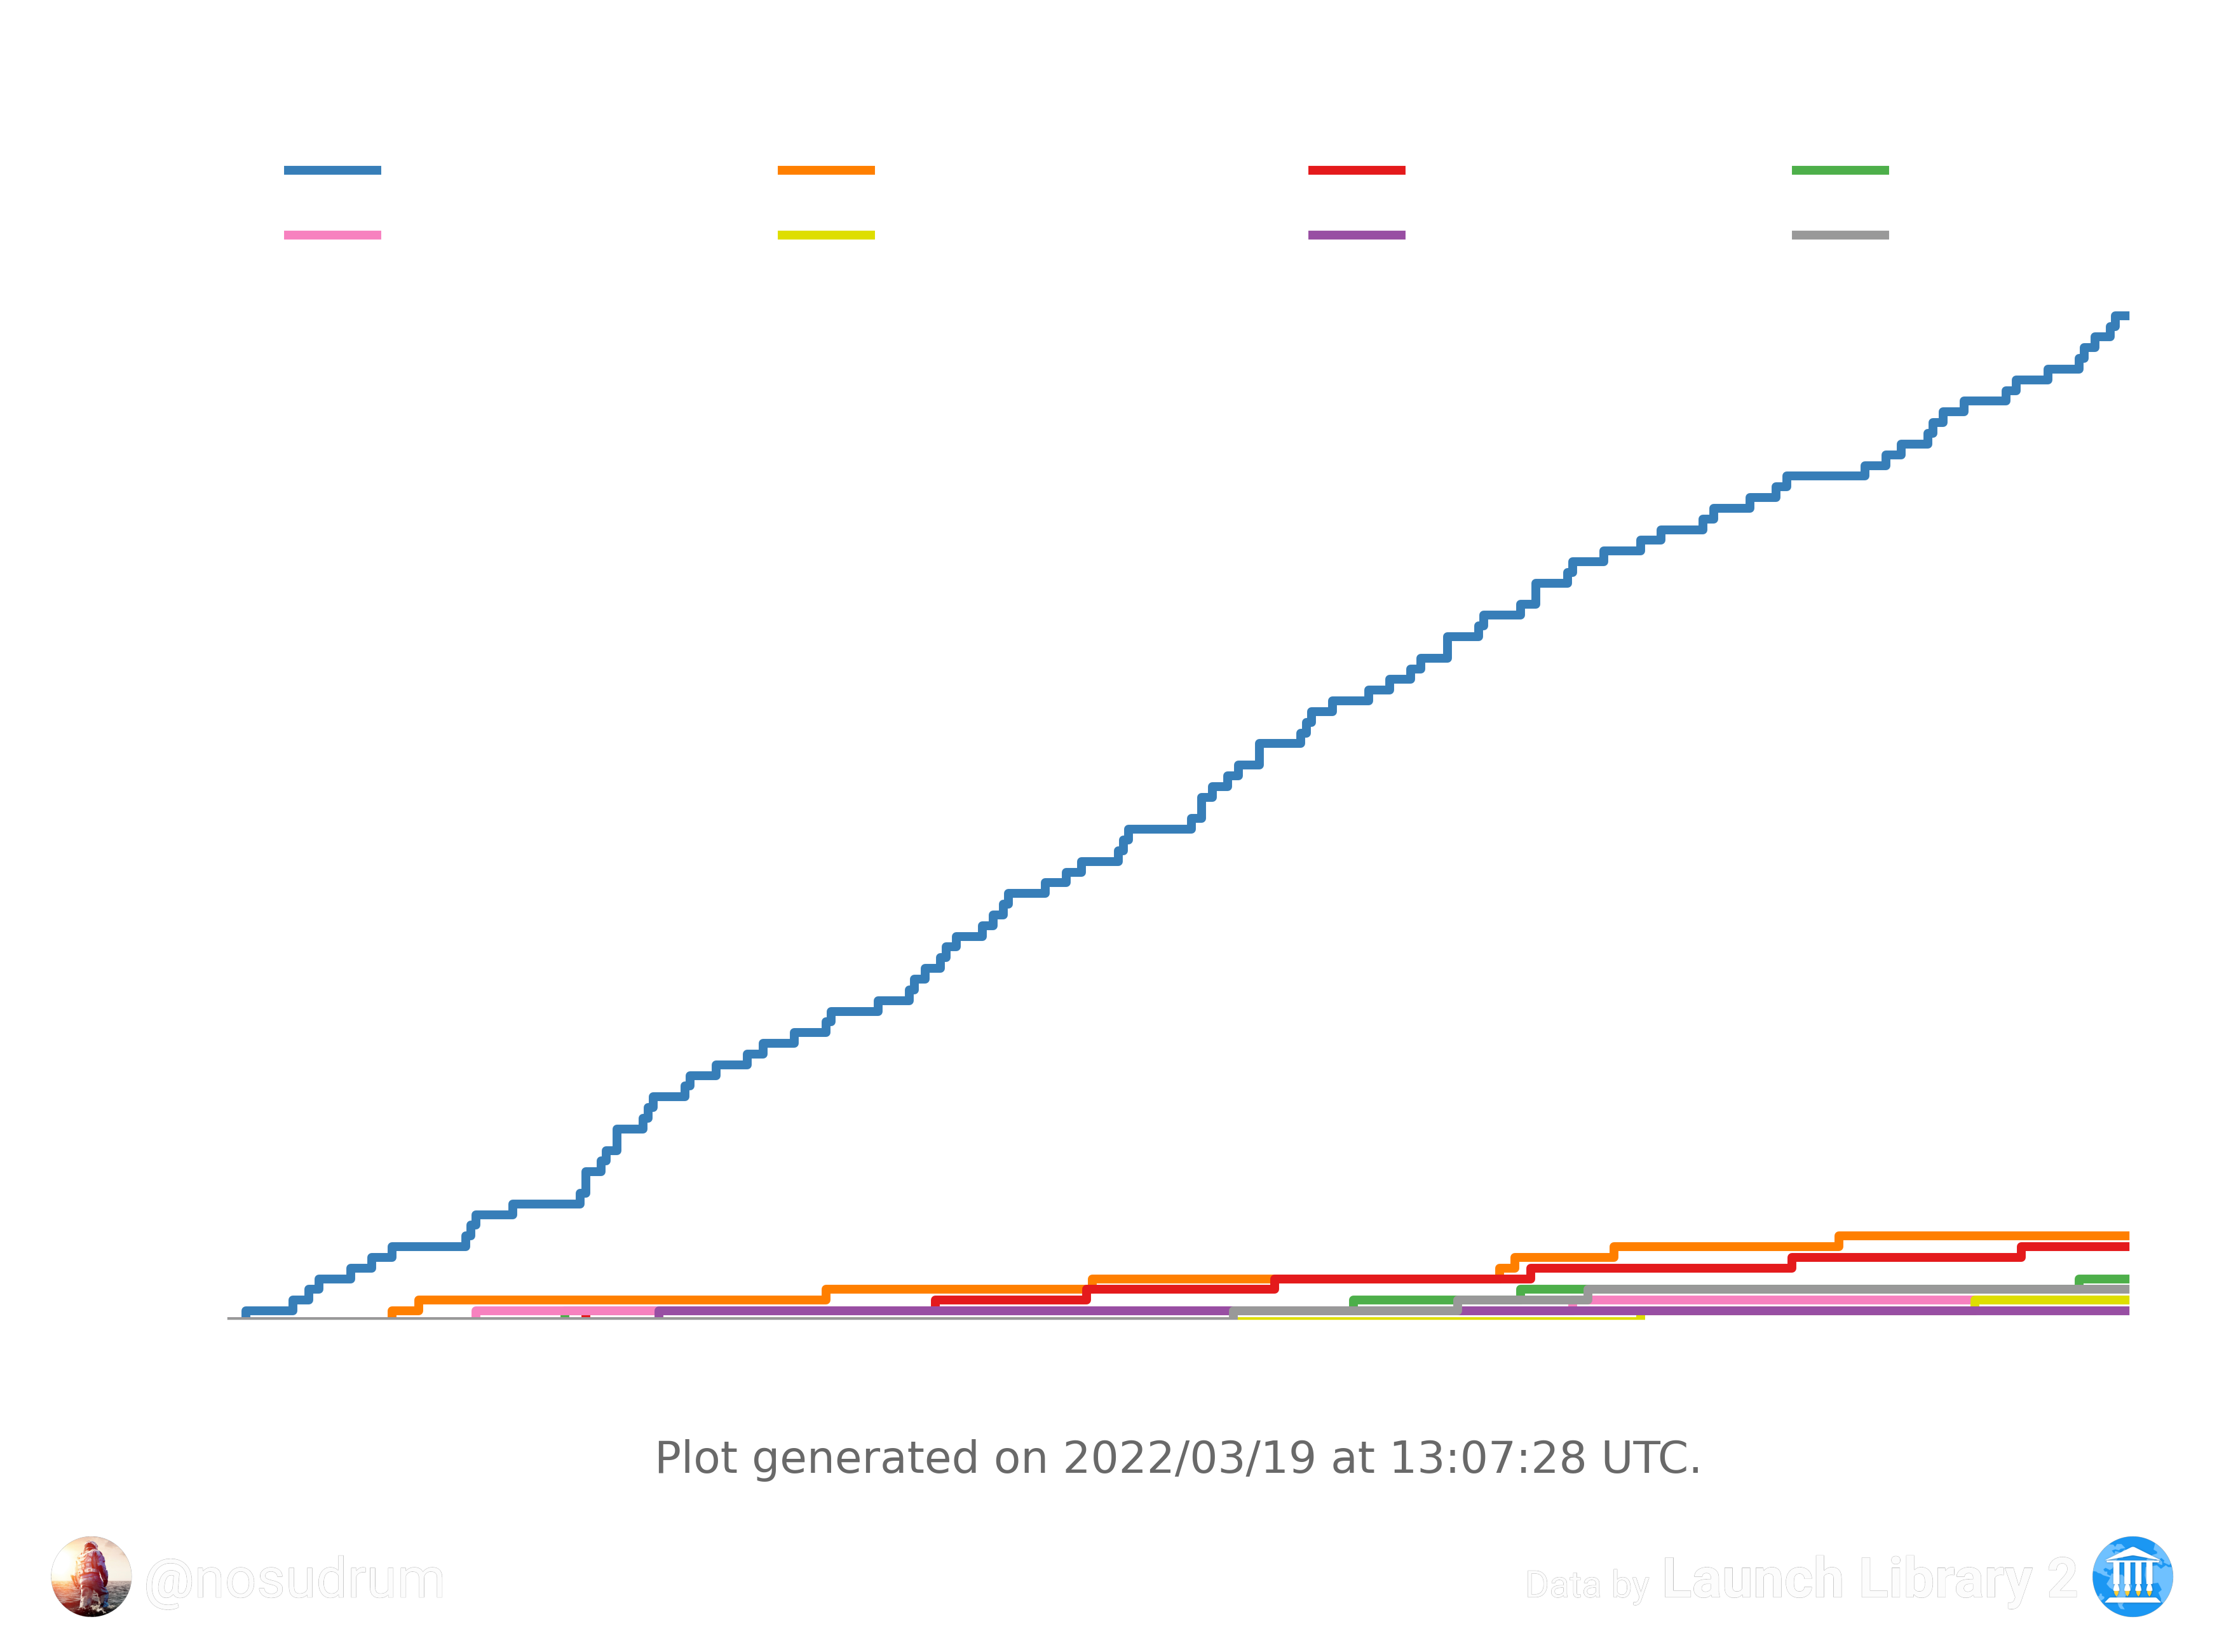 Plot generated on 2022/03/19 at 13:07:28 UTC.
@nosudrum
Data by Launch Library 2